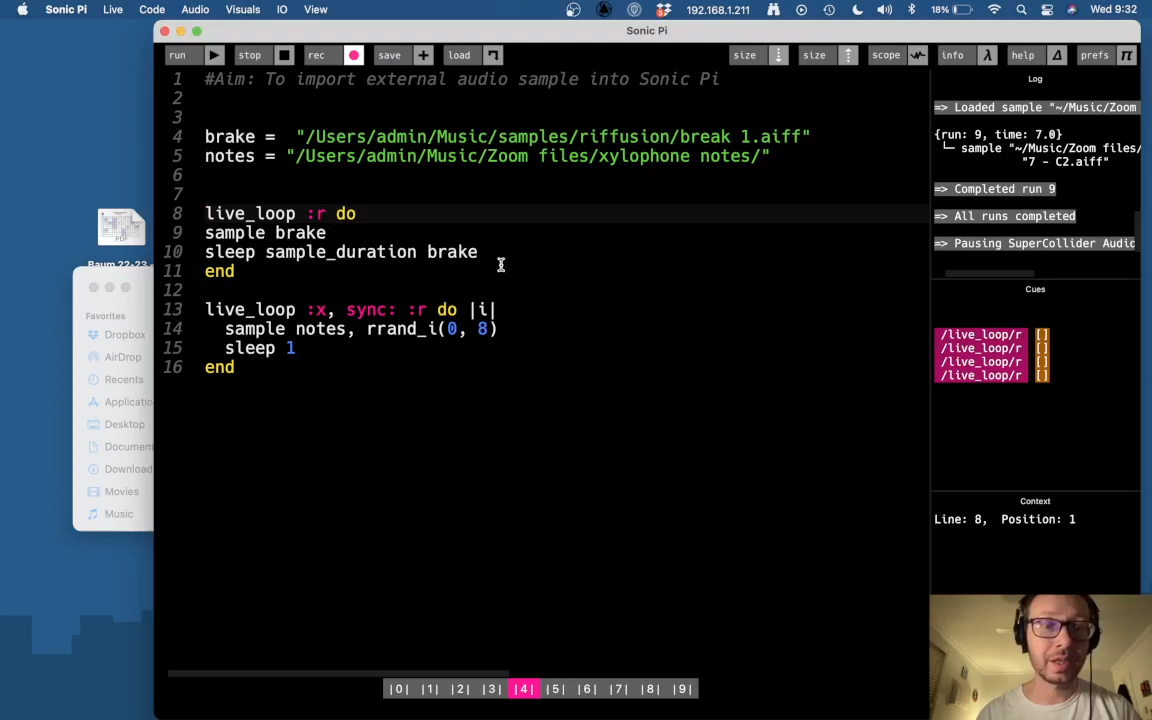 Sonic Pi Live Code Audio Visuals IO View 192.168.1.211 18% Wed 9:32
Sonic Pi
run stop rec save + load size size scope info λ help Δ prefs π
1 #Aim: To import external audio sample into Sonic Pi
2
3
4 brake = "/Users/admin/Music/samples/riffusion/break 1.aiff"
5 notes = "/Users/admin/Music/Zoom files/xylophone notes/"
6
7
8 live_loop :r do
9 sample brake
10 sleep sample_duration brake
11 end
12
13 live_loop :x, sync: :r do |i|
14 sample notes, rrand_i(0, 8)
15 sleep 1
16 end
|0| |1| |2| |3| |4| |5| |6| |7| |8| |9|
Log
=> Loaded sample "~/Music/Zoom
{run: 9, time: 7.0}
└─ sample "~/Music/Zoom files/
"7 - C2.aiff"
=> Completed run 9
=> All runs completed
=> Pausing SuperCollider Audio
Cues
/live_loop/r []
/live_loop/r []
/live_loop/r []
/live_loop/r []
Context
Line: 8, Position: 1
PDF
Baum 22-23
Favorites
Dropbox
AirDrop
Recents
Applicatio
Desktop
Document
Download
Movies
Music